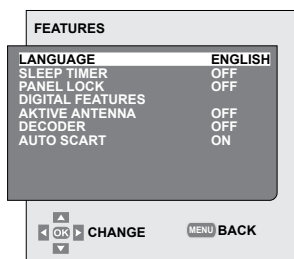 FEATURES
LANGUAGE ENGLISH
SLEEP TIMER OFF
PANEL LOCK OFF
DIGITAL FEATURES
AKTIVE ANTENNA OFF
DECODER OFF
AUTO SCART ON
OK CHANGE MENU BACK